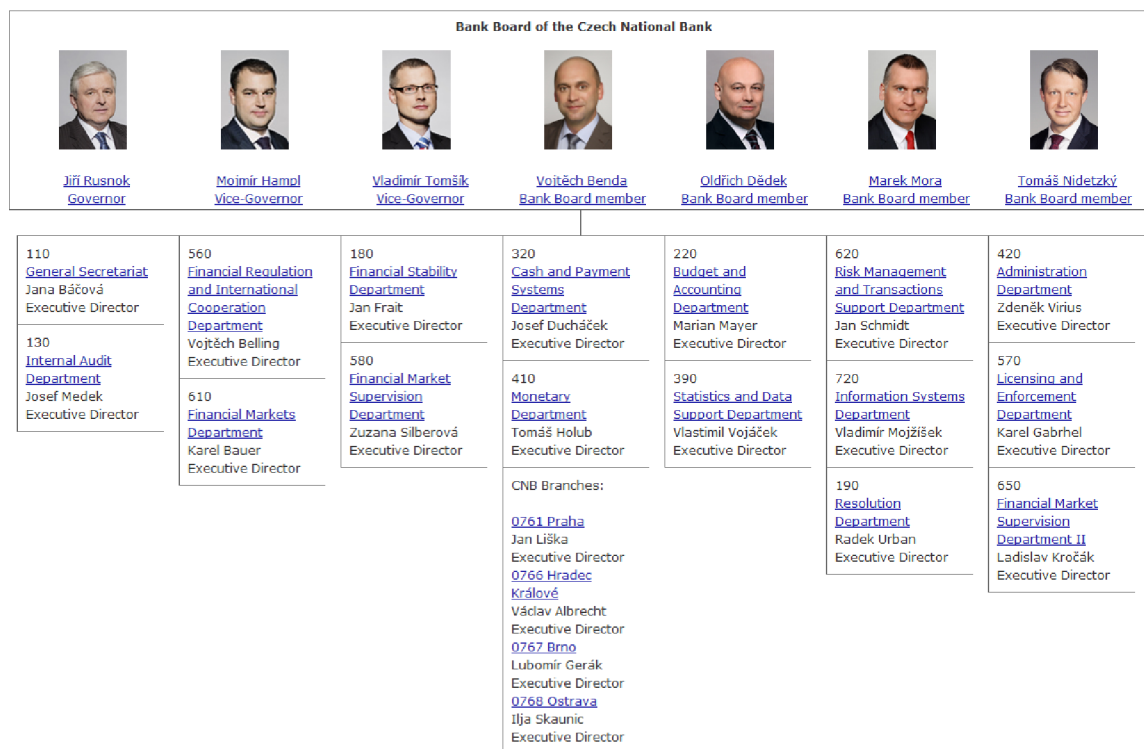 Bank Board of the Czech National Bank
Jiří Rusnok
Governor
Mojmír Hampl
Vice-Governor
Vladimír Tomšík
Vice-Governor
Vojtěch Benda
Bank Board member
Oldřich Dědek
Bank Board member
Marek Mora
Bank Board member
Tomáš Nidetzký
Bank Board member
110
General Secretariat
Jana Báčová
Executive Director
130
Internal Audit
Department
Josef Medek
Executive Director
560
Financial Regulation
and International
Cooperation
Department
Vojtěch Belling
Executive Director
610
Financial Markets
Department
Karel Bauer
Executive Director
180
Financial Stability
Department
Jan Frait
Executive Director
580
Financial Market
Supervision
Department
Zuzana Silberová
Executive Director
320
Cash and Payment
Systems
Department
Josef Ducháček
Executive Director
410
Monetary
Department
Tomáš Holub
Executive Director
CNB Branches:
0761 Praha
Jan Liška
Executive Director
0766 Hradec
Králové
Václav Albrecht
Executive Director
0767 Brno
Lubomír Gerák
Executive Director
0768 Ostrava
Ilja Skaunic
Executive Director
220
Budget and
Accounting
Department
Marian Mayer
Executive Director
390
Statistics and Data
Support Department
Vlastimil Vojáček
Executive Director
620
Risk Management
and Transactions
Support Department
Jan Schmidt
Executive Director
720
Information Systems
Department
Vladimír Mojžíšek
Executive Director
190
Resolution
Department
Radek Urban
Executive Director
420
Administration
Department
Zdeněk Virius
Executive Director
570
Licensing and
Enforcement
Department
Karel Gabrhel
Executive Director
650
Financial Market
Supervision
Department II
Ladislav Kročák
Executive Director